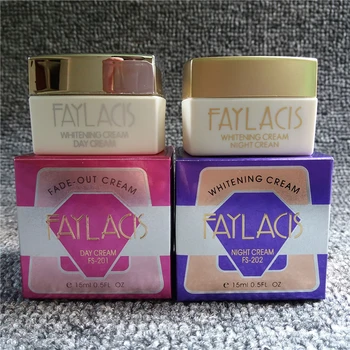 FAYLACIS
WHITENING CREAM
DAY CREAM
FAYLACIS
WHITENING CREAM
NIGHT CREAN
FADE-OUT CREAM
FAYLACIS
DAY CREAM
FS-201
e 15ml 0.5FL. OZ
WHITENING CREAM
FAYLACIS
NIGHT CREAM
FS-202
e 15ml 0.5FL. OZ